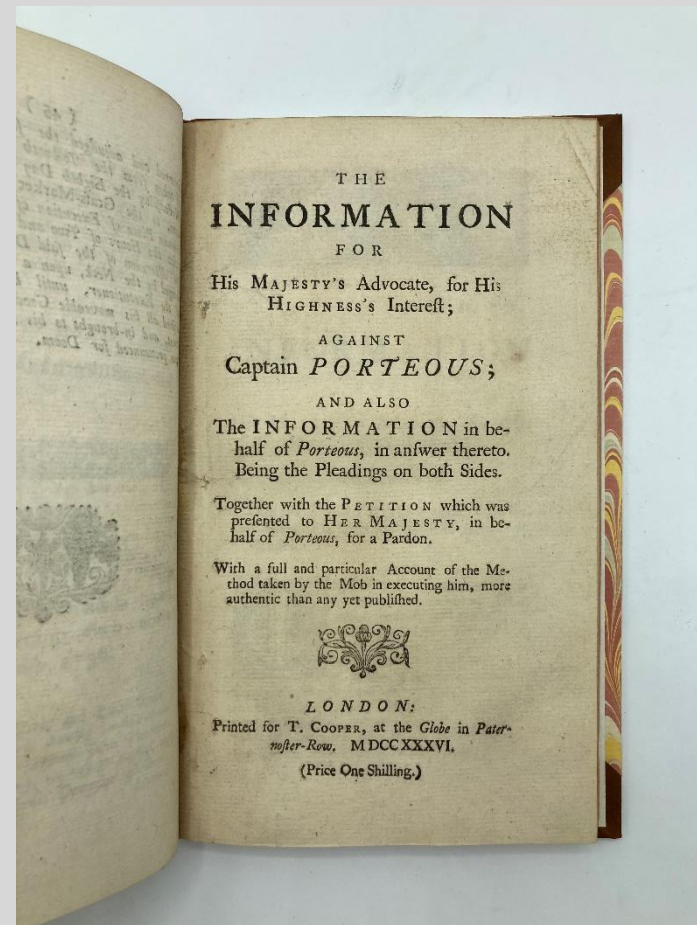 THE
INFORMATION
FOR
His MAJESTY'S Advocate, for His
HIGHNESS's Intereſt;
AGAINST
Captain PORTEOUS;
AND ALSO
The INFORMATION in be-
half of Porteous, in anſwer thereto.
Being the Pleadings on both Sides.
Together with the PETITION which was
preſented to HER MAJESTY, in be-
half of Porteous, for a Pardon.
With a full and particular Account of the Me-
thod taken by the Mob in executing him, more
authentic than any yet publiſhed.
LONDON:
Printed for T. COOPER, at the Globe in Pater-
noſter-Row. MDCCXXXVI.
(Price One Shilling.)